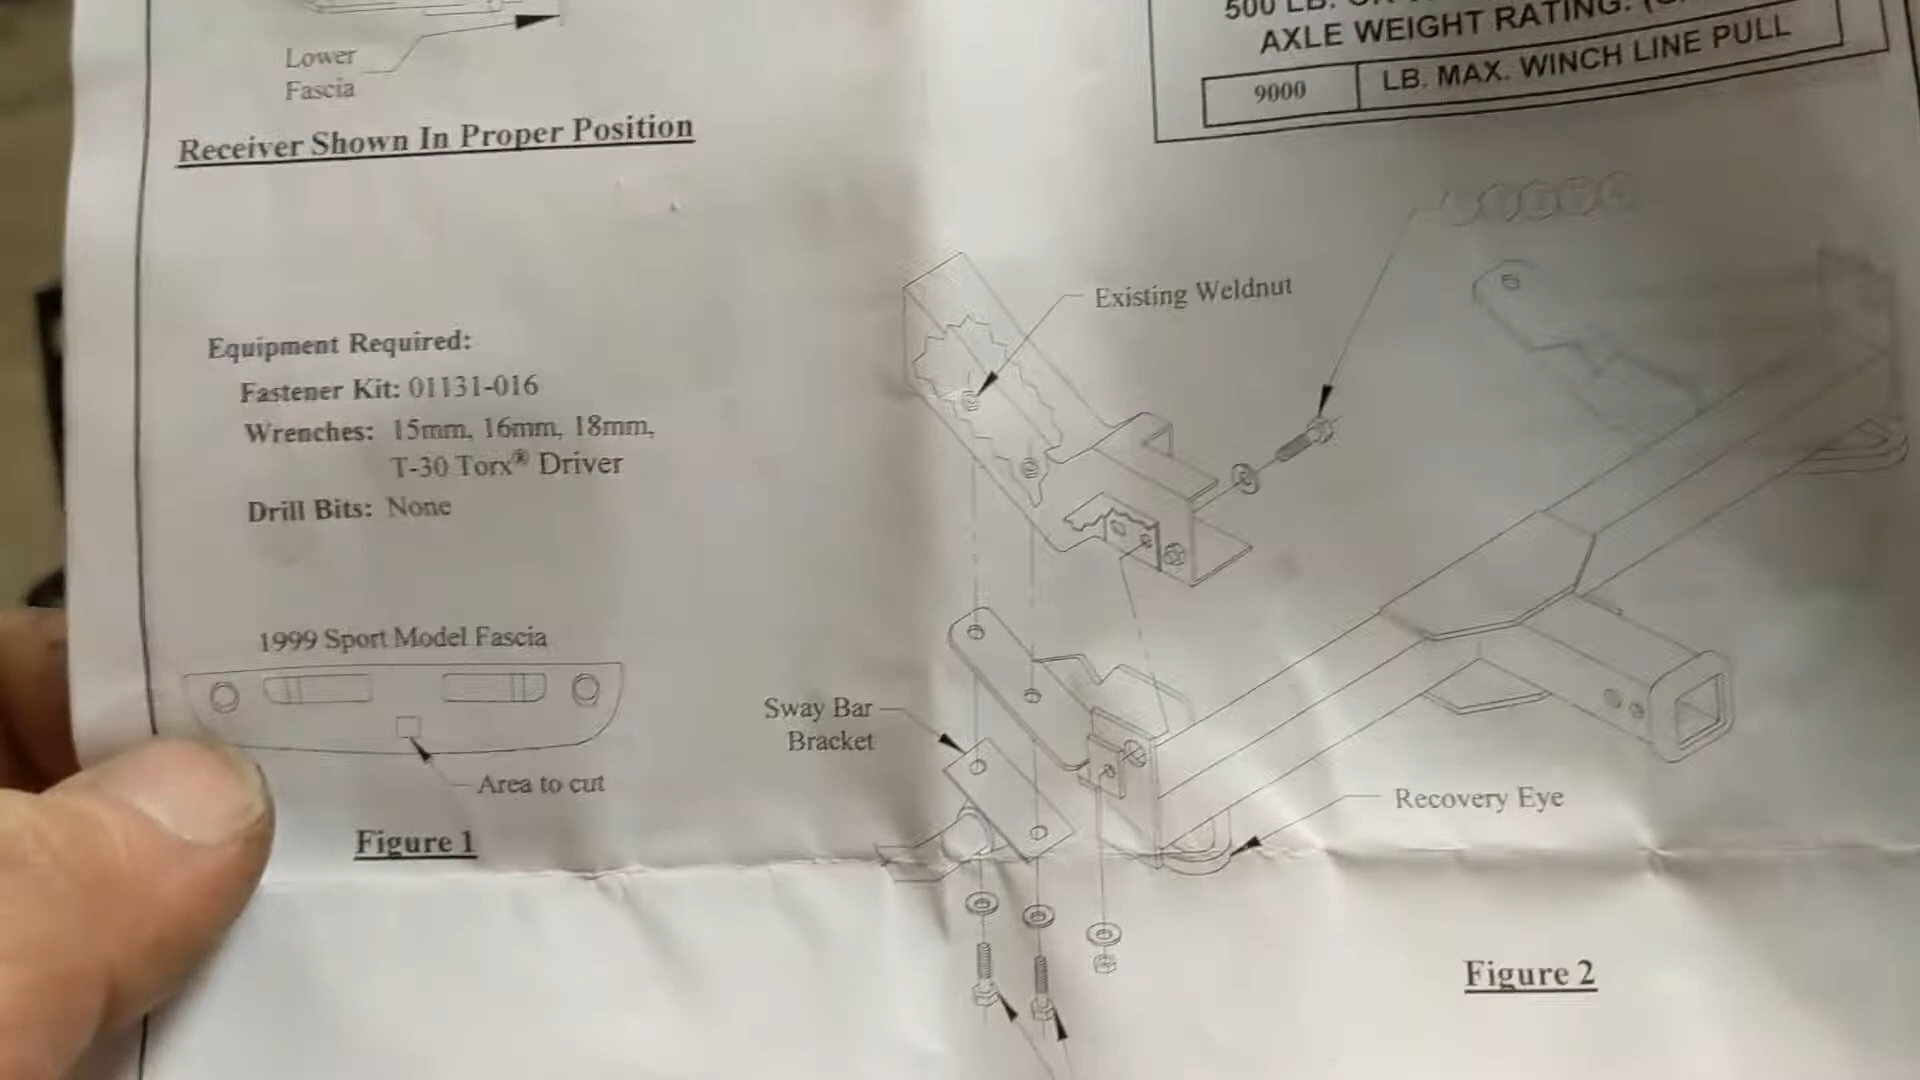 Lower
Fascia
Receiver Shown In Proper Position
500 LB.
AXLE WEIGHT RATING.
9000 LB. MAX. WINCH LINE PULL
Existing Weldnut
Equipment Required:
Fastener Kit: 01131-016
Wrenches: 15mm, 16mm, 18mm,
T-30 Torx® Driver
Drill Bits: None
1999 Sport Model Fascia
Area to cut
Figure 1
Sway Bar
Bracket
Recovery Eye
Figure 2